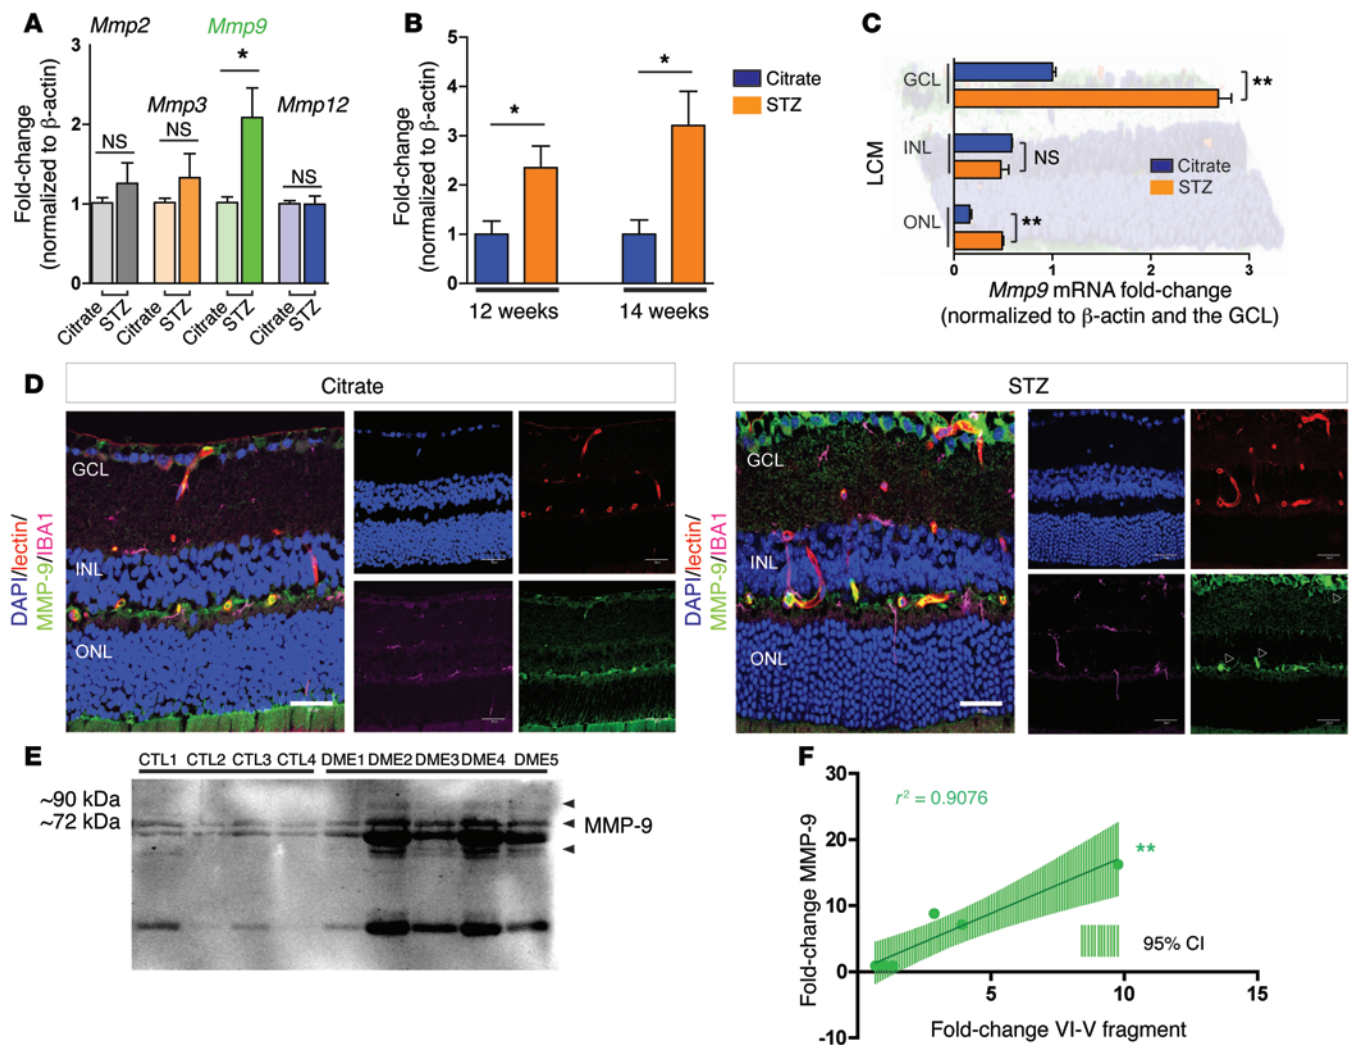 A
Mmp2
Mmp9
Fold-change
(normalized to β-actin)
3
2
1
0
*
Mmp3
Mmp12
NS
NS
NS
Citrate
STZ
Citrate
STZ
Citrate
STZ
Citrate
STZ
B
Fold-change
(normalized to β-actin)
5
4
3
2
1
0
*
*
12 weeks
14 weeks
Citrate
STZ
C
LCM
GCL
**
INL
NS
ONL
**
Citrate
STZ
0
1
2
3
Mmp9 mRNA fold-change
(normalized to β-actin and the GCL)
D
Citrate
DAPI/lectin/
MMP-9/IBA1
GCL
INL
ONL
STZ
DAPI/lectin/
MMP-9/IBA1
GCL
INL
ONL
E
CTL1 CTL2 CTL3 CTL4 DME1 DME2 DME3 DME4 DME5
~90 kDa
~72 kDa
MMP-9
F
Fold-change MMP-9
30
20
10
0
-10
r² = 0.9076
**
95% CI
5
10
15
Fold-change VI-V fragment